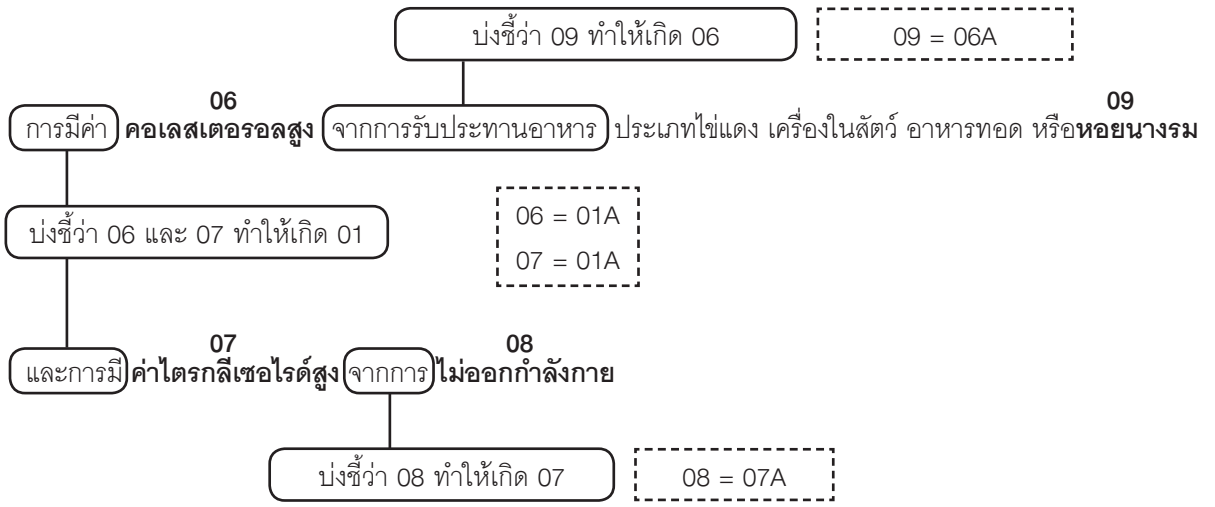 บ่งชี้ว่า 09 ทำให้เกิด 06
09 = 06A
06
09
การมีค่า คอเลสเตอรอลสูง จากการรับประทานอาหาร ประเภทไข่แดง เครื่องในสัตว์ อาหารทอด หรือหอยนางรม
บ่งชี้ว่า 06 และ 07 ทำให้เกิด 01
06 = 01A
07 = 01A
07
08
และการมี ค่าไตรกลีเซอไรด์สูง จากการ ไม่ออกกำลังกาย
บ่งชี้ว่า 08 ทำให้เกิด 07
08 = 07A